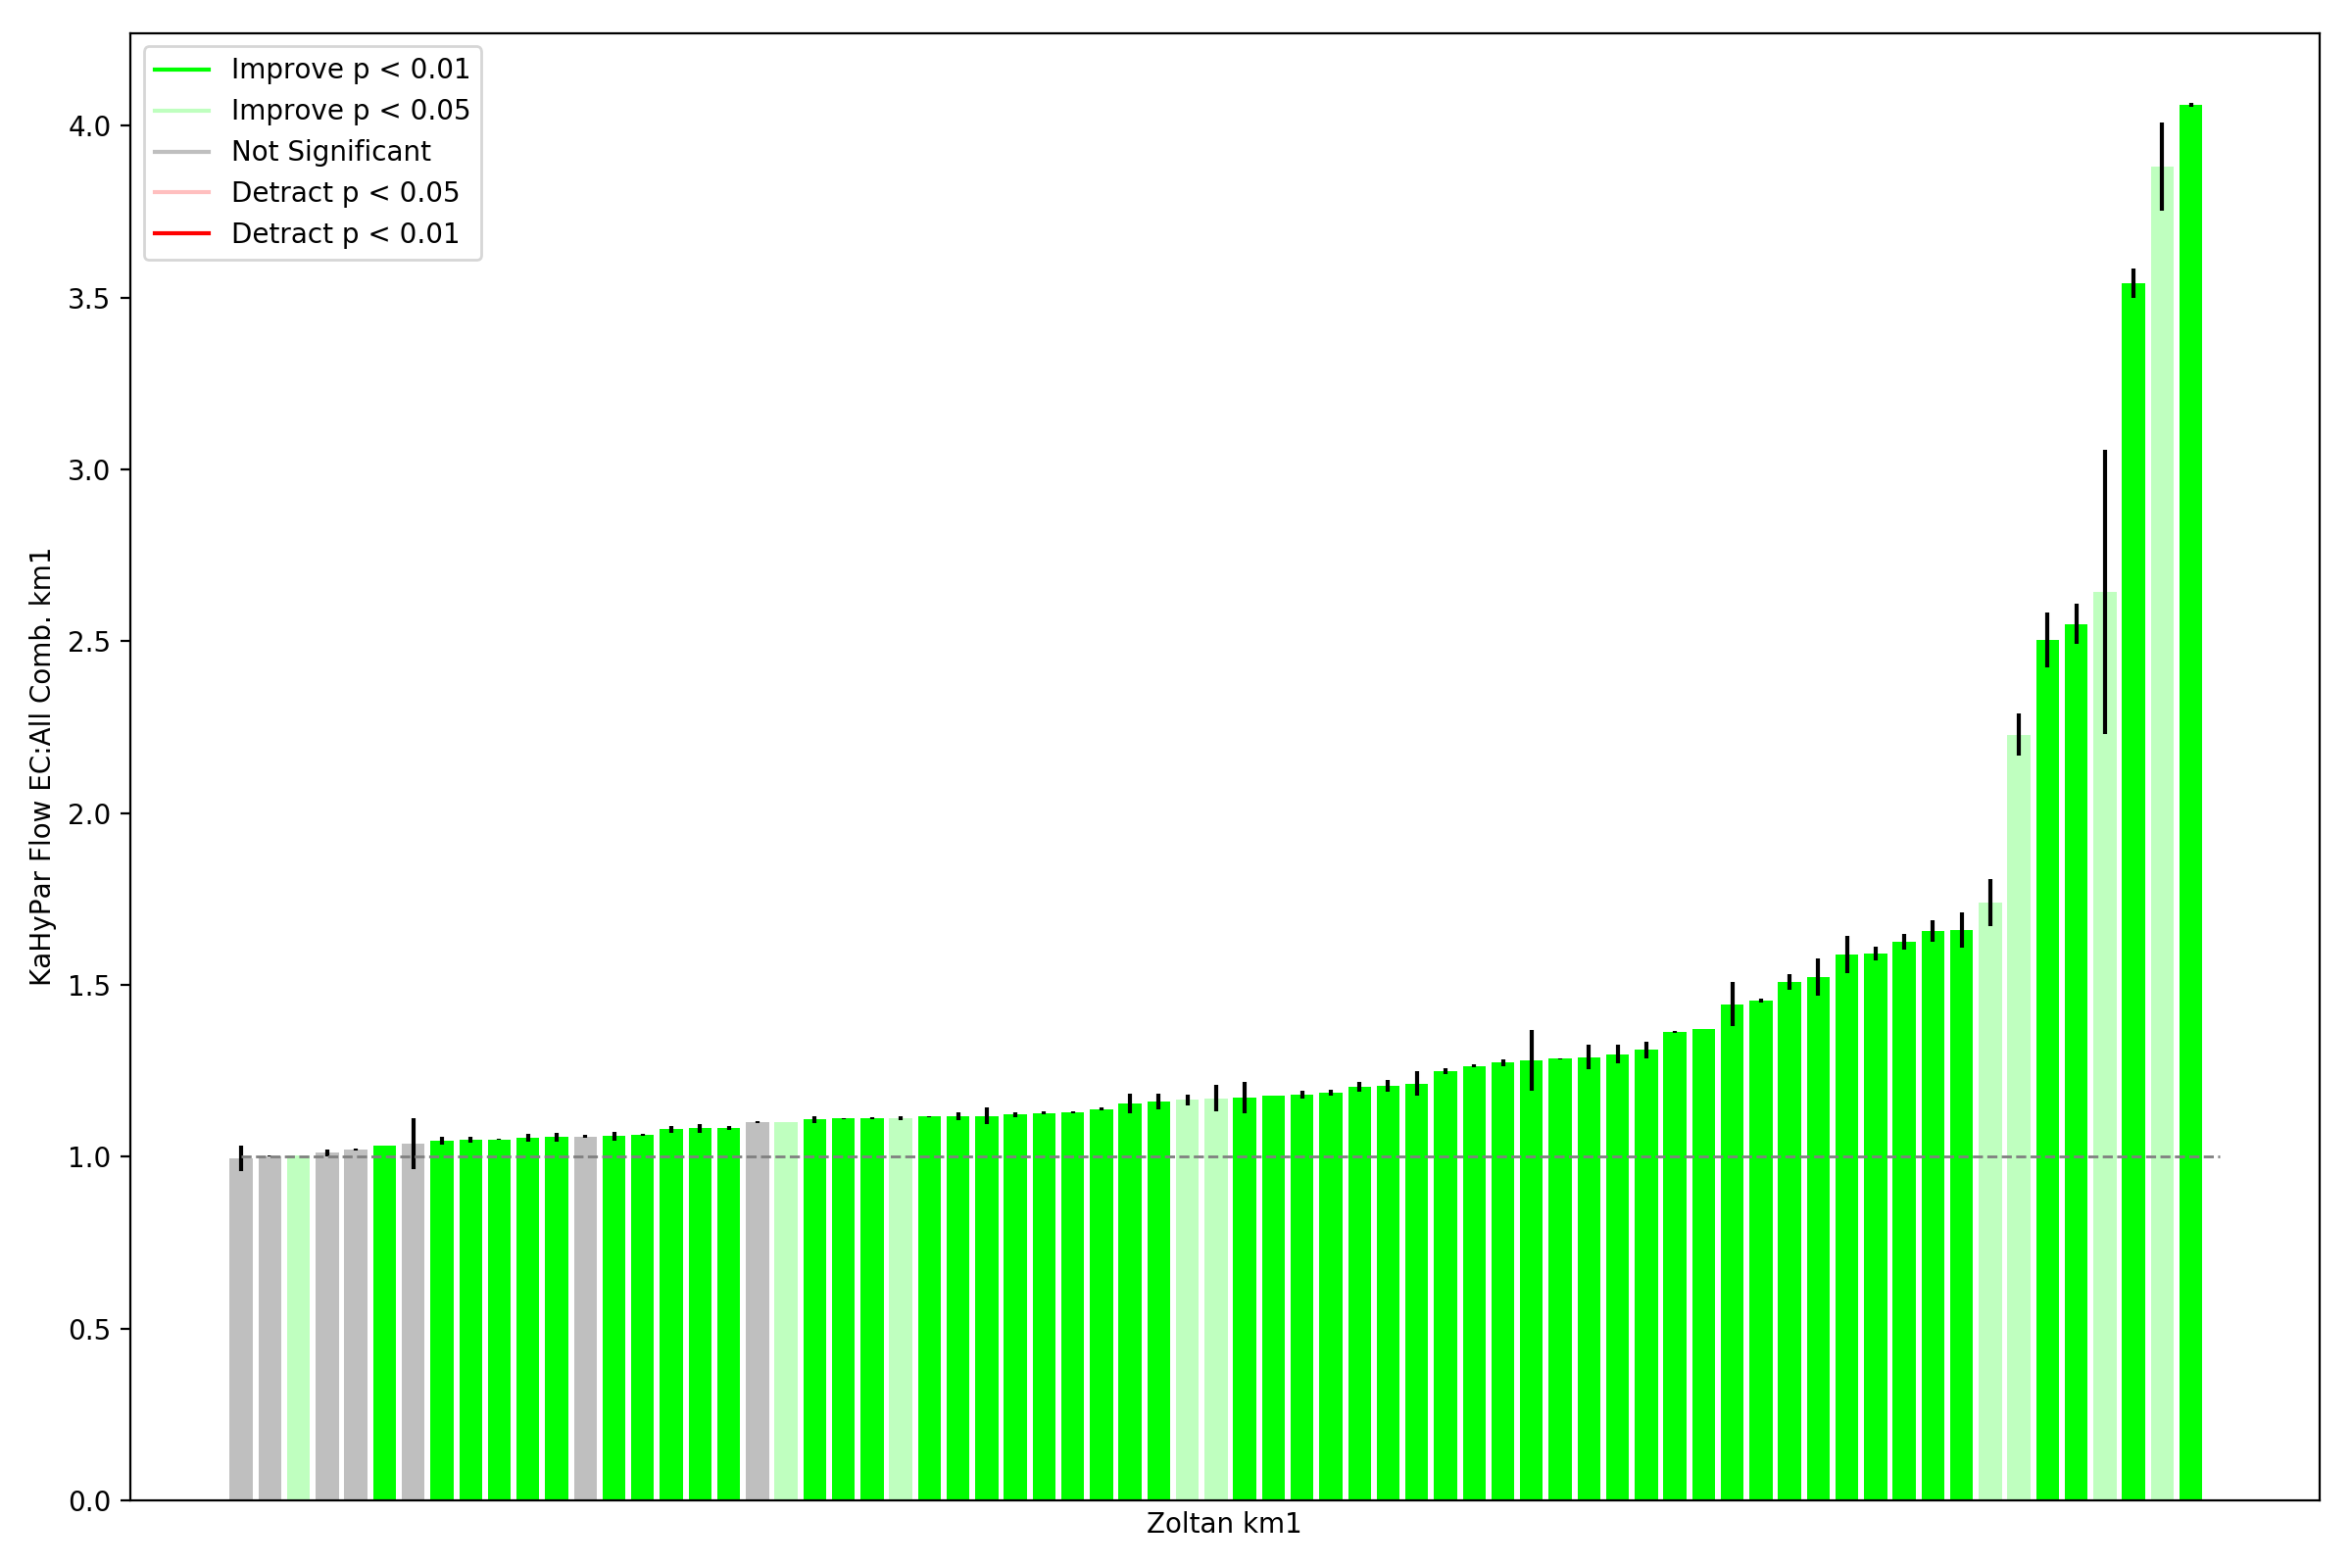 Improve p < 0.01
Improve p < 0.05
Not Significant
Detract p < 0.05
Detract p < 0.01
4.0
3.5
3.0
2.5
2.0
1.5
1.0
0.5
0.0
KaHyPar Flow EC:All Comb. km1
Zoltan km1